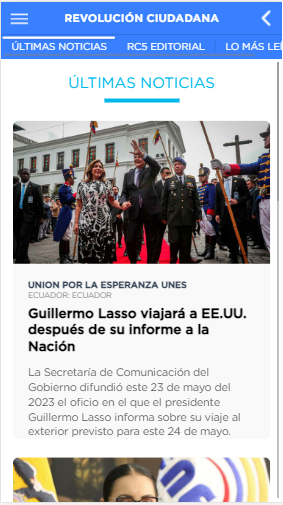 REVOLUCIÓN CIUDADANA
ÚLTIMAS NOTICIAS RC5 EDITORIAL LO MÁS LEÍ
ÚLTIMAS NOTICIAS
UNION POR LA ESPERANZA UNES
ECUADOR: ECUADOR
Guillermo Lasso viajará a EE.UU.
después de su informe a la
Nación
La Secretaría de Comunicación del
Gobierno difundió este 23 de mayo del
2023 el oficio en el que el presidente
Guillermo Lasso informa sobre su viaje al
exterior previsto para este 24 de mayo.